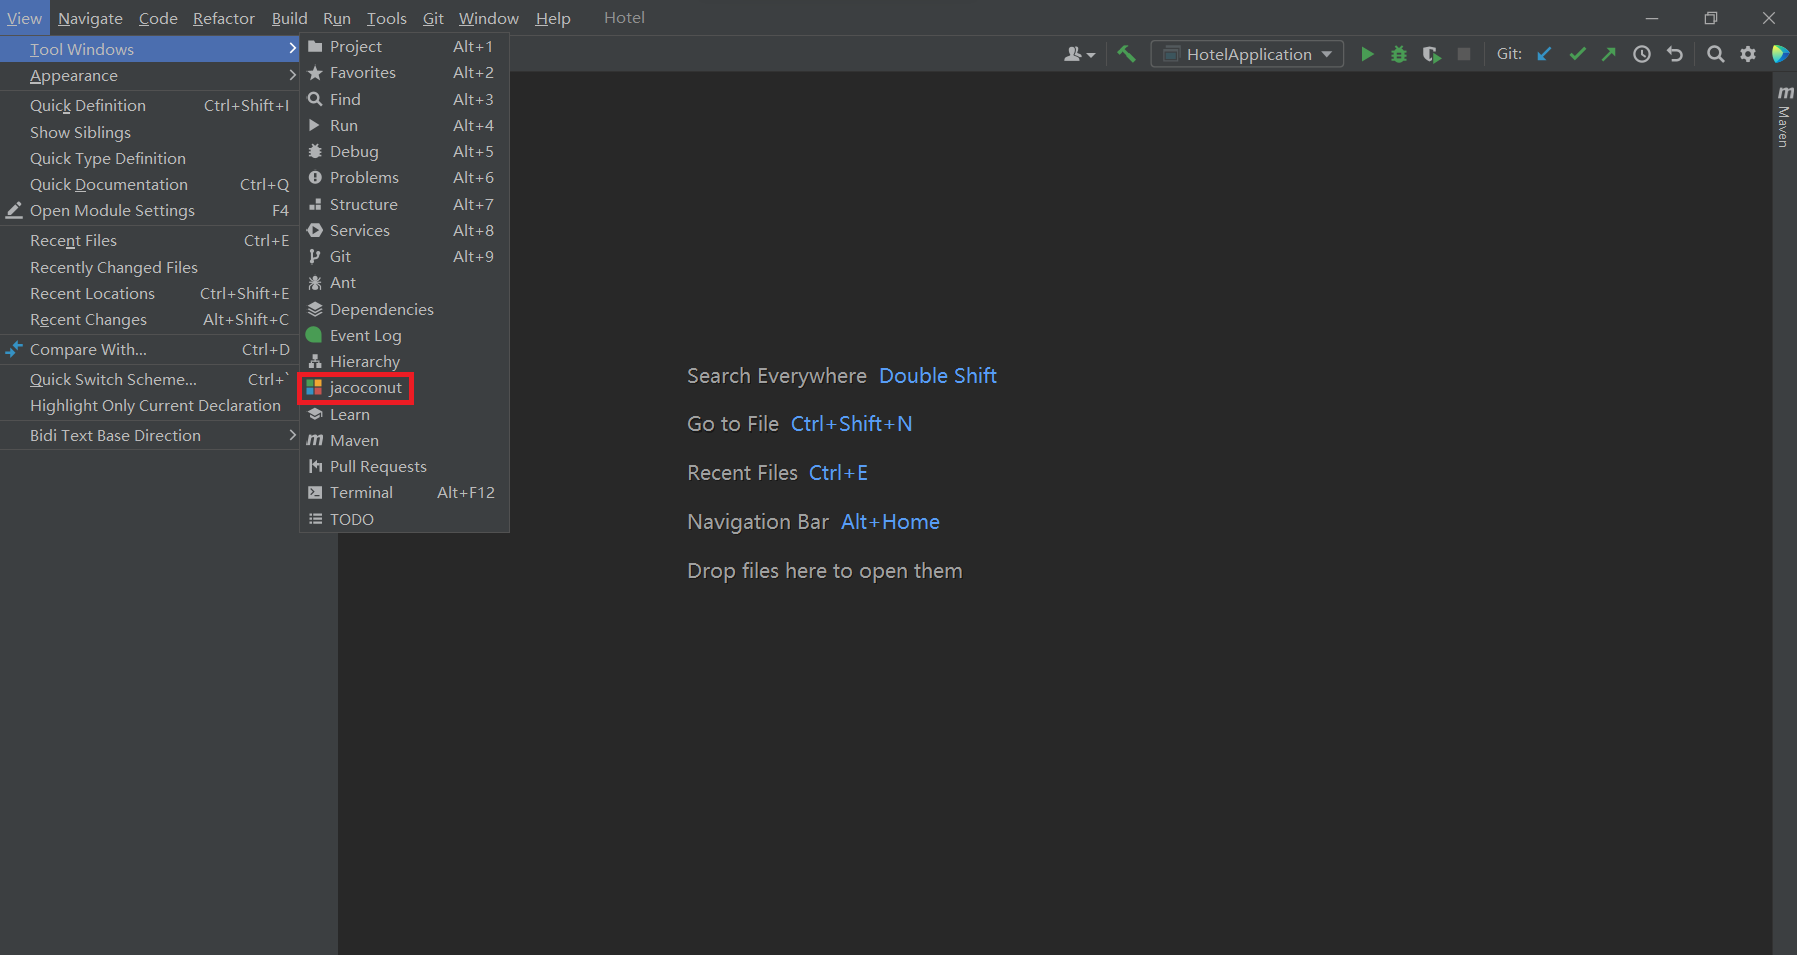 View Navigate Code Refactor Build Run Tools Git Window Help Hotel
HotelApplication Git:
Tool Windows
Appearance
Quick Definition Ctrl+Shift+I
Show Siblings
Quick Type Definition
Quick Documentation Ctrl+Q
Open Module Settings F4
Recent Files Ctrl+E
Recently Changed Files
Recent Locations Ctrl+Shift+E
Recent Changes Alt+Shift+C
Compare With... Ctrl+D
Quick Switch Scheme... Ctrl+`
Highlight Only Current Declaration
Bidi Text Base Direction
Project Alt+1
Favorites Alt+2
Find Alt+3
Run Alt+4
Debug Alt+5
Problems Alt+6
Structure Alt+7
Services Alt+8
Git Alt+9
Ant
Dependencies
Event Log
Hierarchy
jacoconut
Learn
m Maven
Pull Requests
Terminal Alt+F12
TODO
Search Everywhere Double Shift
Go to File Ctrl+Shift+N
Recent Files Ctrl+E
Navigation Bar Alt+Home
Drop files here to open them
m Maven